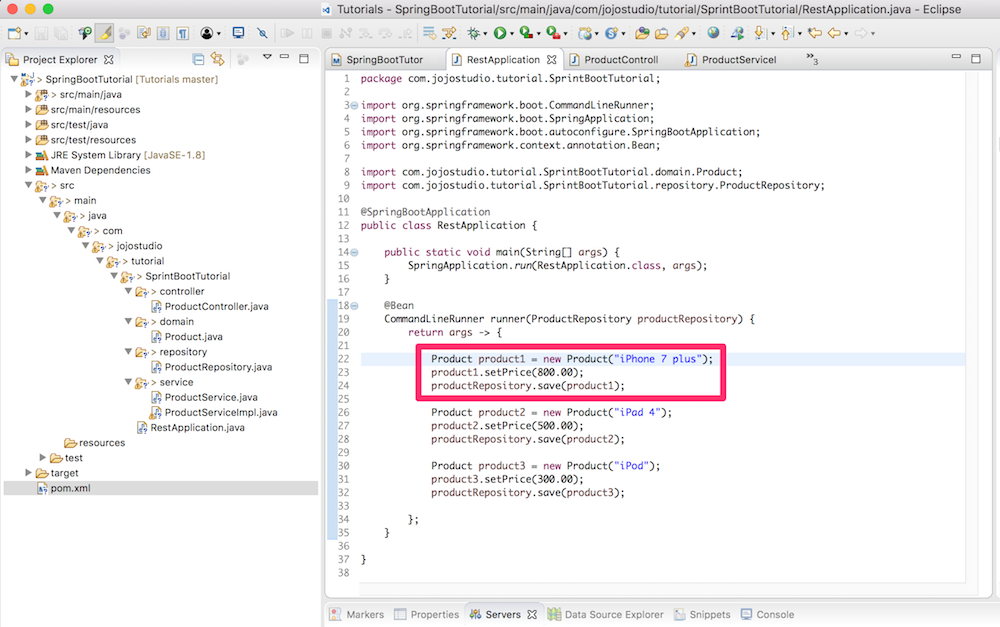 Tutorials - SpringBootTutorial/src/main/java/com/jojostudio/tutorial/SprintBootTutorial/RestApplication.java - Eclipse
Project Explorer
SpringBootTutorial [Tutorials master]
> src/main/java
src/main/resources
src/test/java
src/test/resources
JRE System Library [JavaSE-1.8]
Maven Dependencies
> src
> main
> java
> com
> jojostudio
> tutorial
> SprintBootTutorial
> controller
ProductController.java
> domain
Product.java
> repository
ProductRepository.java
> service
ProductService.java
ProductServiceImpl.java
RestApplication.java
resources
test
target
pom.xml
SpringBootTutor
RestApplication
ProductControll
ProductServiceI
»3
1 package com.jojostudio.tutorial.SprintBootTutorial;
2
3 import org.springframework.boot.CommandLineRunner;
4 import org.springframework.boot.SpringApplication;
5 import org.springframework.boot.autoconfigure.SpringBootApplication;
6 import org.springframework.context.annotation.Bean;
7
8 import com.jojostudio.tutorial.SprintBootTutorial.domain.Product;
9 import com.jojostudio.tutorial.SprintBootTutorial.repository.ProductRepository;
10
11 @SpringBootApplication
12 public class RestApplication {
13
14 public static void main(String[] args) {
15 SpringApplication.run(RestApplication.class, args);
16 }
17
18 @Bean
19 CommandLineRunner runner(ProductRepository productRepository) {
20 return args -> {
21
22 Product product1 = new Product("iPhone 7 plus");
23 product1.setPrice(800.00);
24 productRepository.save(product1);
25
26 Product product2 = new Product("iPad 4");
27 product2.setPrice(500.00);
28 productRepository.save(product2);
29
30 Product product3 = new Product("iPod");
31 product3.setPrice(300.00);
32 productRepository.save(product3);
33
34 };
35 }
36
37 }
38
Markers
Properties
Servers
Data Source Explorer
Snippets
Console